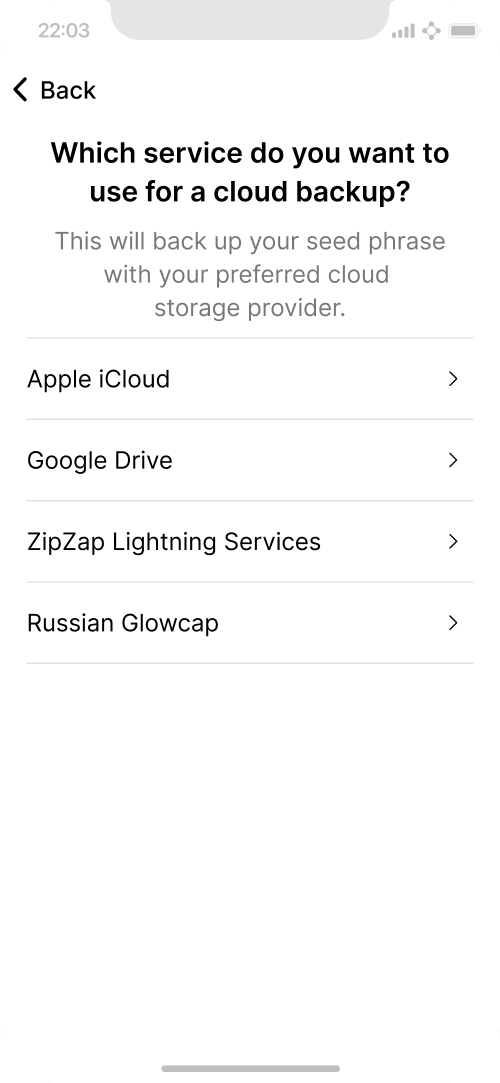 22:03
Back
Which service do you want to
use for a cloud backup?
This will back up your seed phrase
with your preferred cloud
storage provider.
Apple iCloud
Google Drive
ZipZap Lightning Services
Russian Glowcap